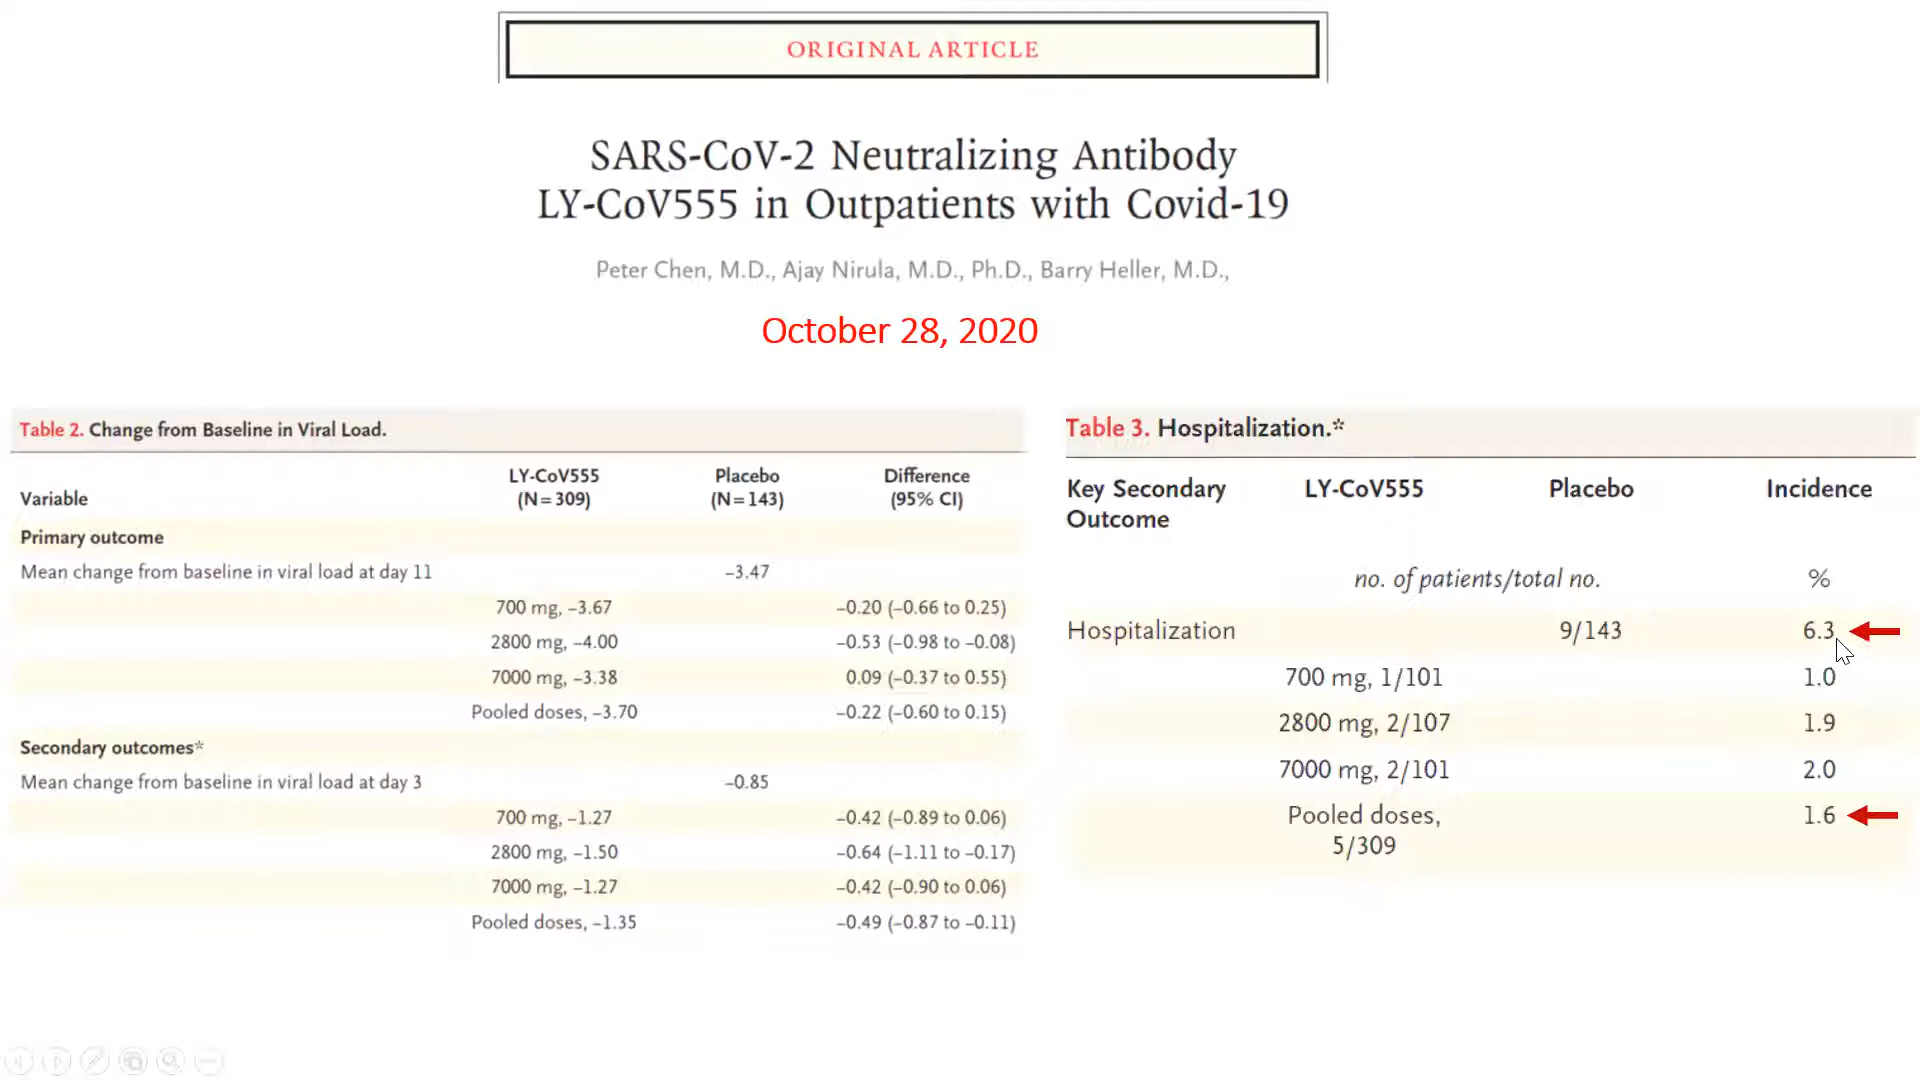 ORIGINAL ARTICLE
SARS-CoV-2 Neutralizing Antibody
LY-CoV555 in Outpatients with Covid-19
Peter Chen, M.D., Ajay Nirula, M.D., Ph.D., Barry Heller, M.D.,
October 28, 2020
Table 2. Change from Baseline in Viral Load.
Variable LY-CoV555 (N=309) Placebo (N=143) Difference (95% CI)
Primary outcome
Mean change from baseline in viral load at day 11 −3.47
700 mg, −3.67 −0.20 (−0.66 to 0.25)
2800 mg, −4.00 −0.53 (−0.98 to −0.08)
7000 mg, −3.38 0.09 (−0.37 to 0.55)
Pooled doses, −3.70 −0.22 (−0.60 to 0.15)
Secondary outcomes*
Mean change from baseline in viral load at day 3 −0.85
700 mg, −1.27 −0.42 (−0.89 to 0.06)
2800 mg, −1.50 −0.64 (−1.11 to −0.17)
7000 mg, −1.27 −0.42 (−0.90 to 0.06)
Pooled doses, −1.35 −0.49 (−0.87 to −0.11)
Table 3. Hospitalization.*
Key Secondary Outcome LY-CoV555 Placebo Incidence
no. of patients/total no. %
Hospitalization 9/143 6.3
700 mg, 1/101 1.0
2800 mg, 2/107 1.9
7000 mg, 2/101 2.0
Pooled doses, 1.6
5/309